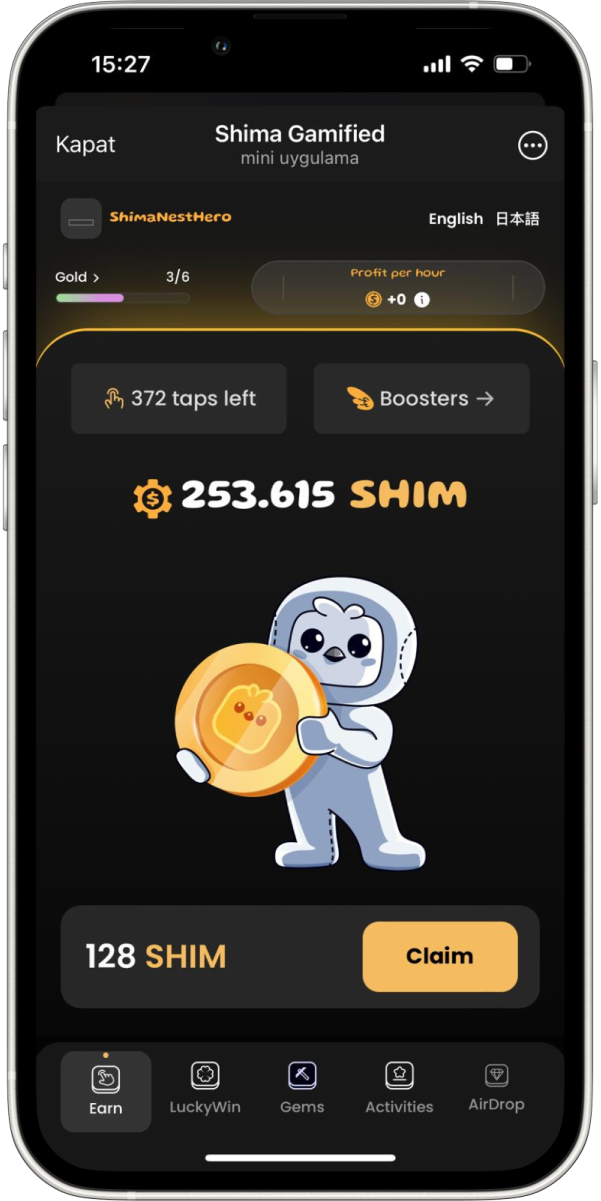 15:27
Kapat
Shima Gamified
mini uygulama
ShimaNestHero
English 日本語
Gold > 3/6
Profit per hour
+0
372 taps left
Boosters →
253.615 SHIM
128 SHIM
Claim
Earn
LuckyWin
Gems
Activities
AirDrop